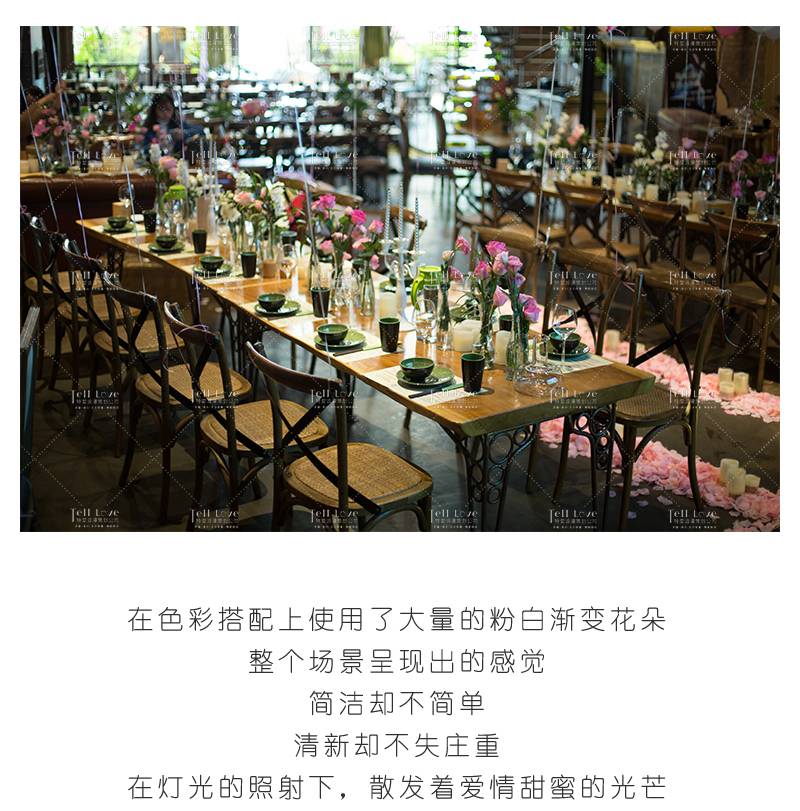 Tell Love
在色彩搭配上使用了大量的粉白渐变花朵
整个场景呈现出的感觉
简洁却不简单
清新却不失庄重
在灯光的照射下，散发着爱情甜蜜的光芒